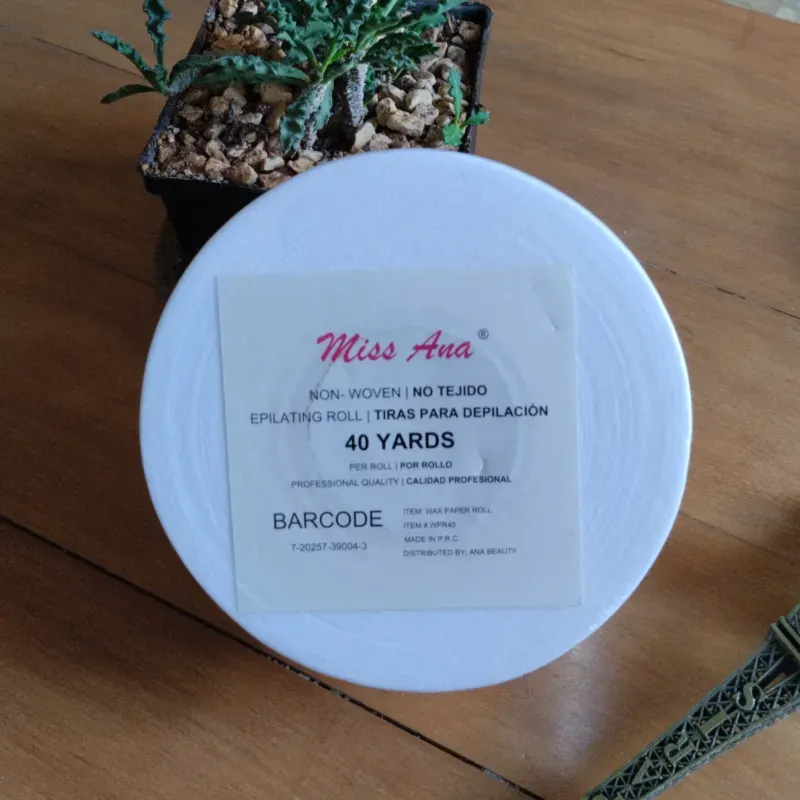 Miss Ana ®
NON- WOVEN | NO TEJIDO
EPILATING ROLL | TIRAS PARA DEPILACIÓN
40 YARDS
PER ROLL | POR ROLLO
PROFESSIONAL QUALITY | CALIDAD PROFESIONAL
BARCODE
7-20257-39004-3
ITEM: WAX PAPER ROLL
ITEM # WPR40
MADE IN P.R.C.
DISTRIBUTED BY: ANA BEAUTY
PARIS